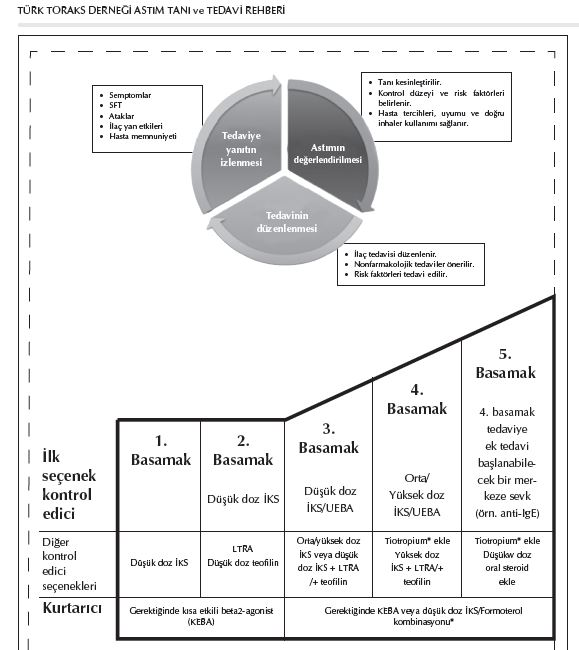 TÜRK TORAKS DERNEĞİ ASTIM TANI ve TEDAVİ REHBERİ
• Semptomlar
• SFT
• Ataklar
• İlaç yan etkileri
• Hasta memnuniyeti
• Tanı kesinleştirilir.
• Kontrol düzeyi ve risk faktörleri
belirlenir.
• Hasta tercihleri, uyumu ve doğru
inhaler kullanımı sağlanır.
Tedaviye
yanıtın
izlenmesi
Astımın
değerlendirilmesi
Tedavinin
düzenlenmesi
• İlaç tedavisi düzenlenir.
• Nonfarmakolojik tedaviler önerilir.
• Risk faktörleri tedavi edilir.
İlk
seçenek
kontrol
edici
1.
Basamak
2.
Basamak
Düşük doz İKS
3.
Basamak
Düşük doz
İKS/UEBA
4.
Basamak
Orta/
Yüksek doz
İKS/UEBA
5.
Basamak
4. basamak
tedaviye
ek tedavi
başlanabile-
cek bir mer-
keze sevk
(örn. anti-IgE)
Diğer
kontrol
edici
seçenekleri
Düşük doz İKS
LTRA
Düşük doz teofilin
Orta/yüksek doz
İKS veya düşük
doz İKS + LTRA
/+ teofilin
Tiotropium* ekle
Yüksek doz
İKS + LTRA/+
teofilin
Tiotropium* ekle
Düşükw doz
oral steroid
ekle
Kurtarıcı
Gerektiğinde kısa etkili beta2-agonist
(KEBA)
Gerektiğinde KEBA veya düşük doz İKS/Formoterol
kombinasyonu*